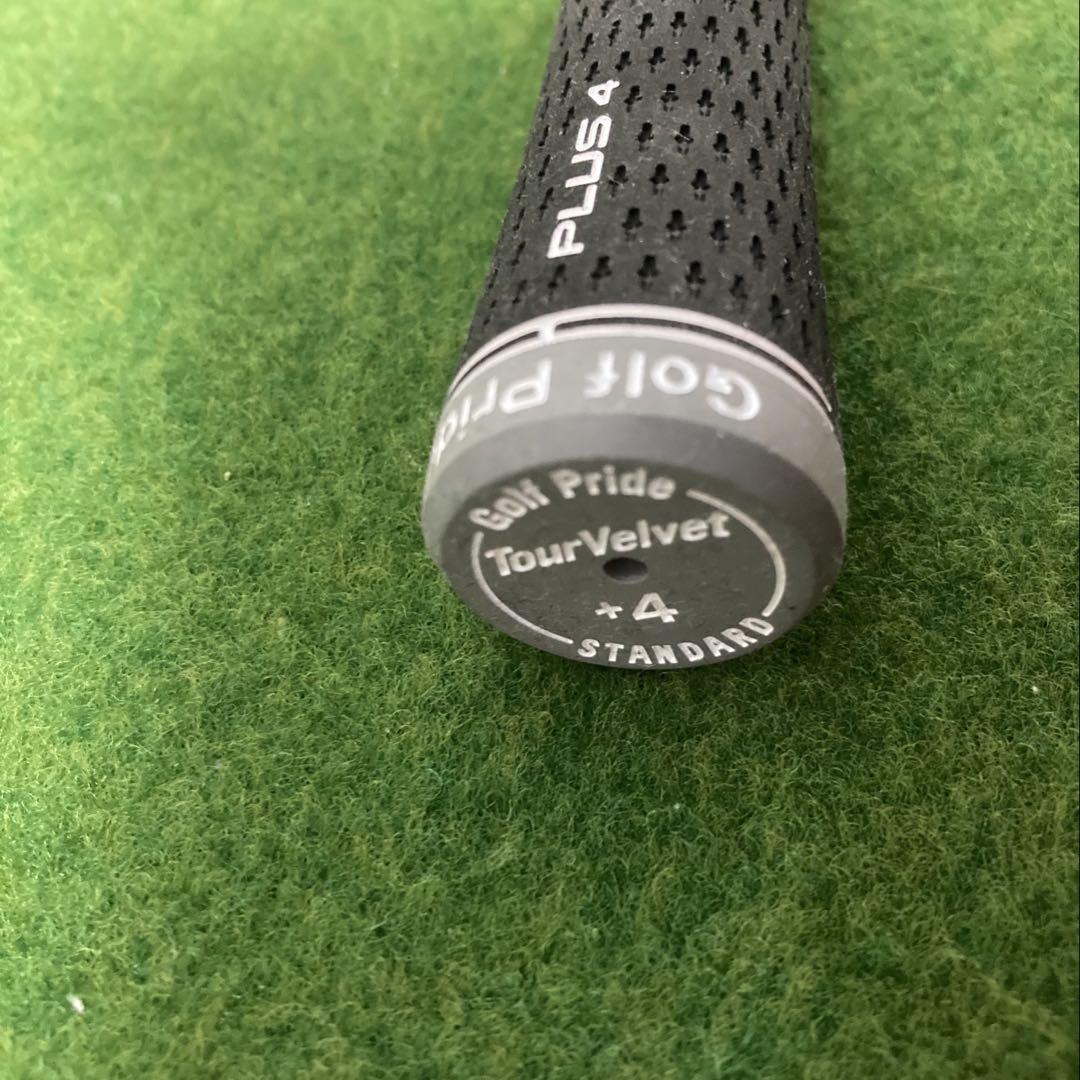 PLUS 4
Golf Pride
Golf Pride
TourVelvet
+4
STANDARD